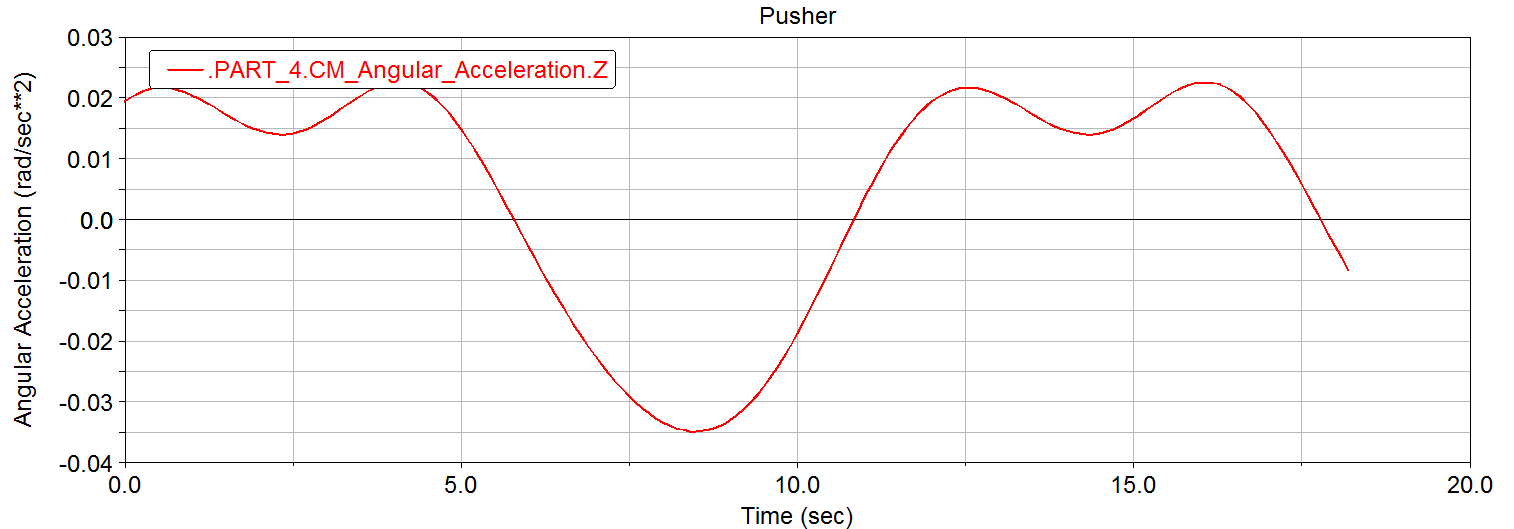 Pusher
.PART_4.CM_Angular_Acceleration.Z
Angular Acceleration (rad/sec**2)
0.03
0.02
0.01
0.0
-0.01
-0.02
-0.03
-0.04
0.0 5.0 10.0 15.0 20.0
Time (sec)